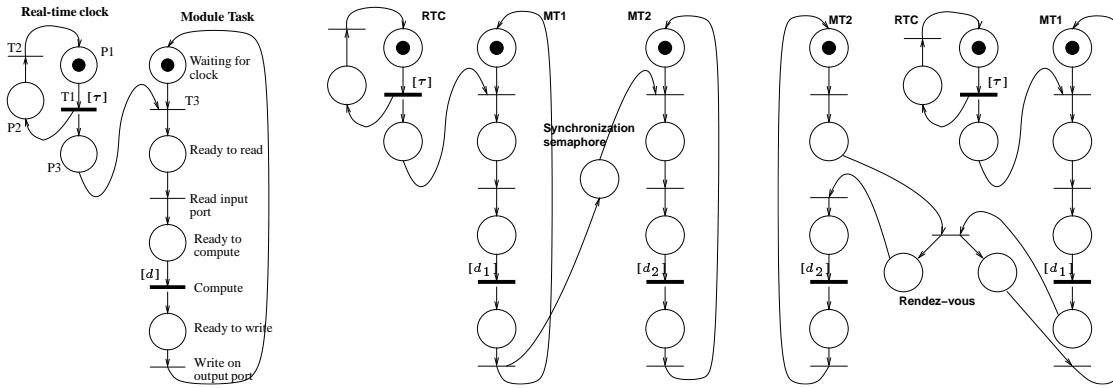 Real-time clock
Module Task
T2
P1
Waiting for
clock
T1
[τ]
T3
P2
P3
Ready to read
Read input
port
Ready to
compute
[d]
Compute
Ready to write
Write on
output port
RTC
MT1
MT2
[τ]
Synchronization
semaphore
[d1]
[d2]
MT2
RTC
MT1
[τ]
[d2]
[d1]
Rendez-vous